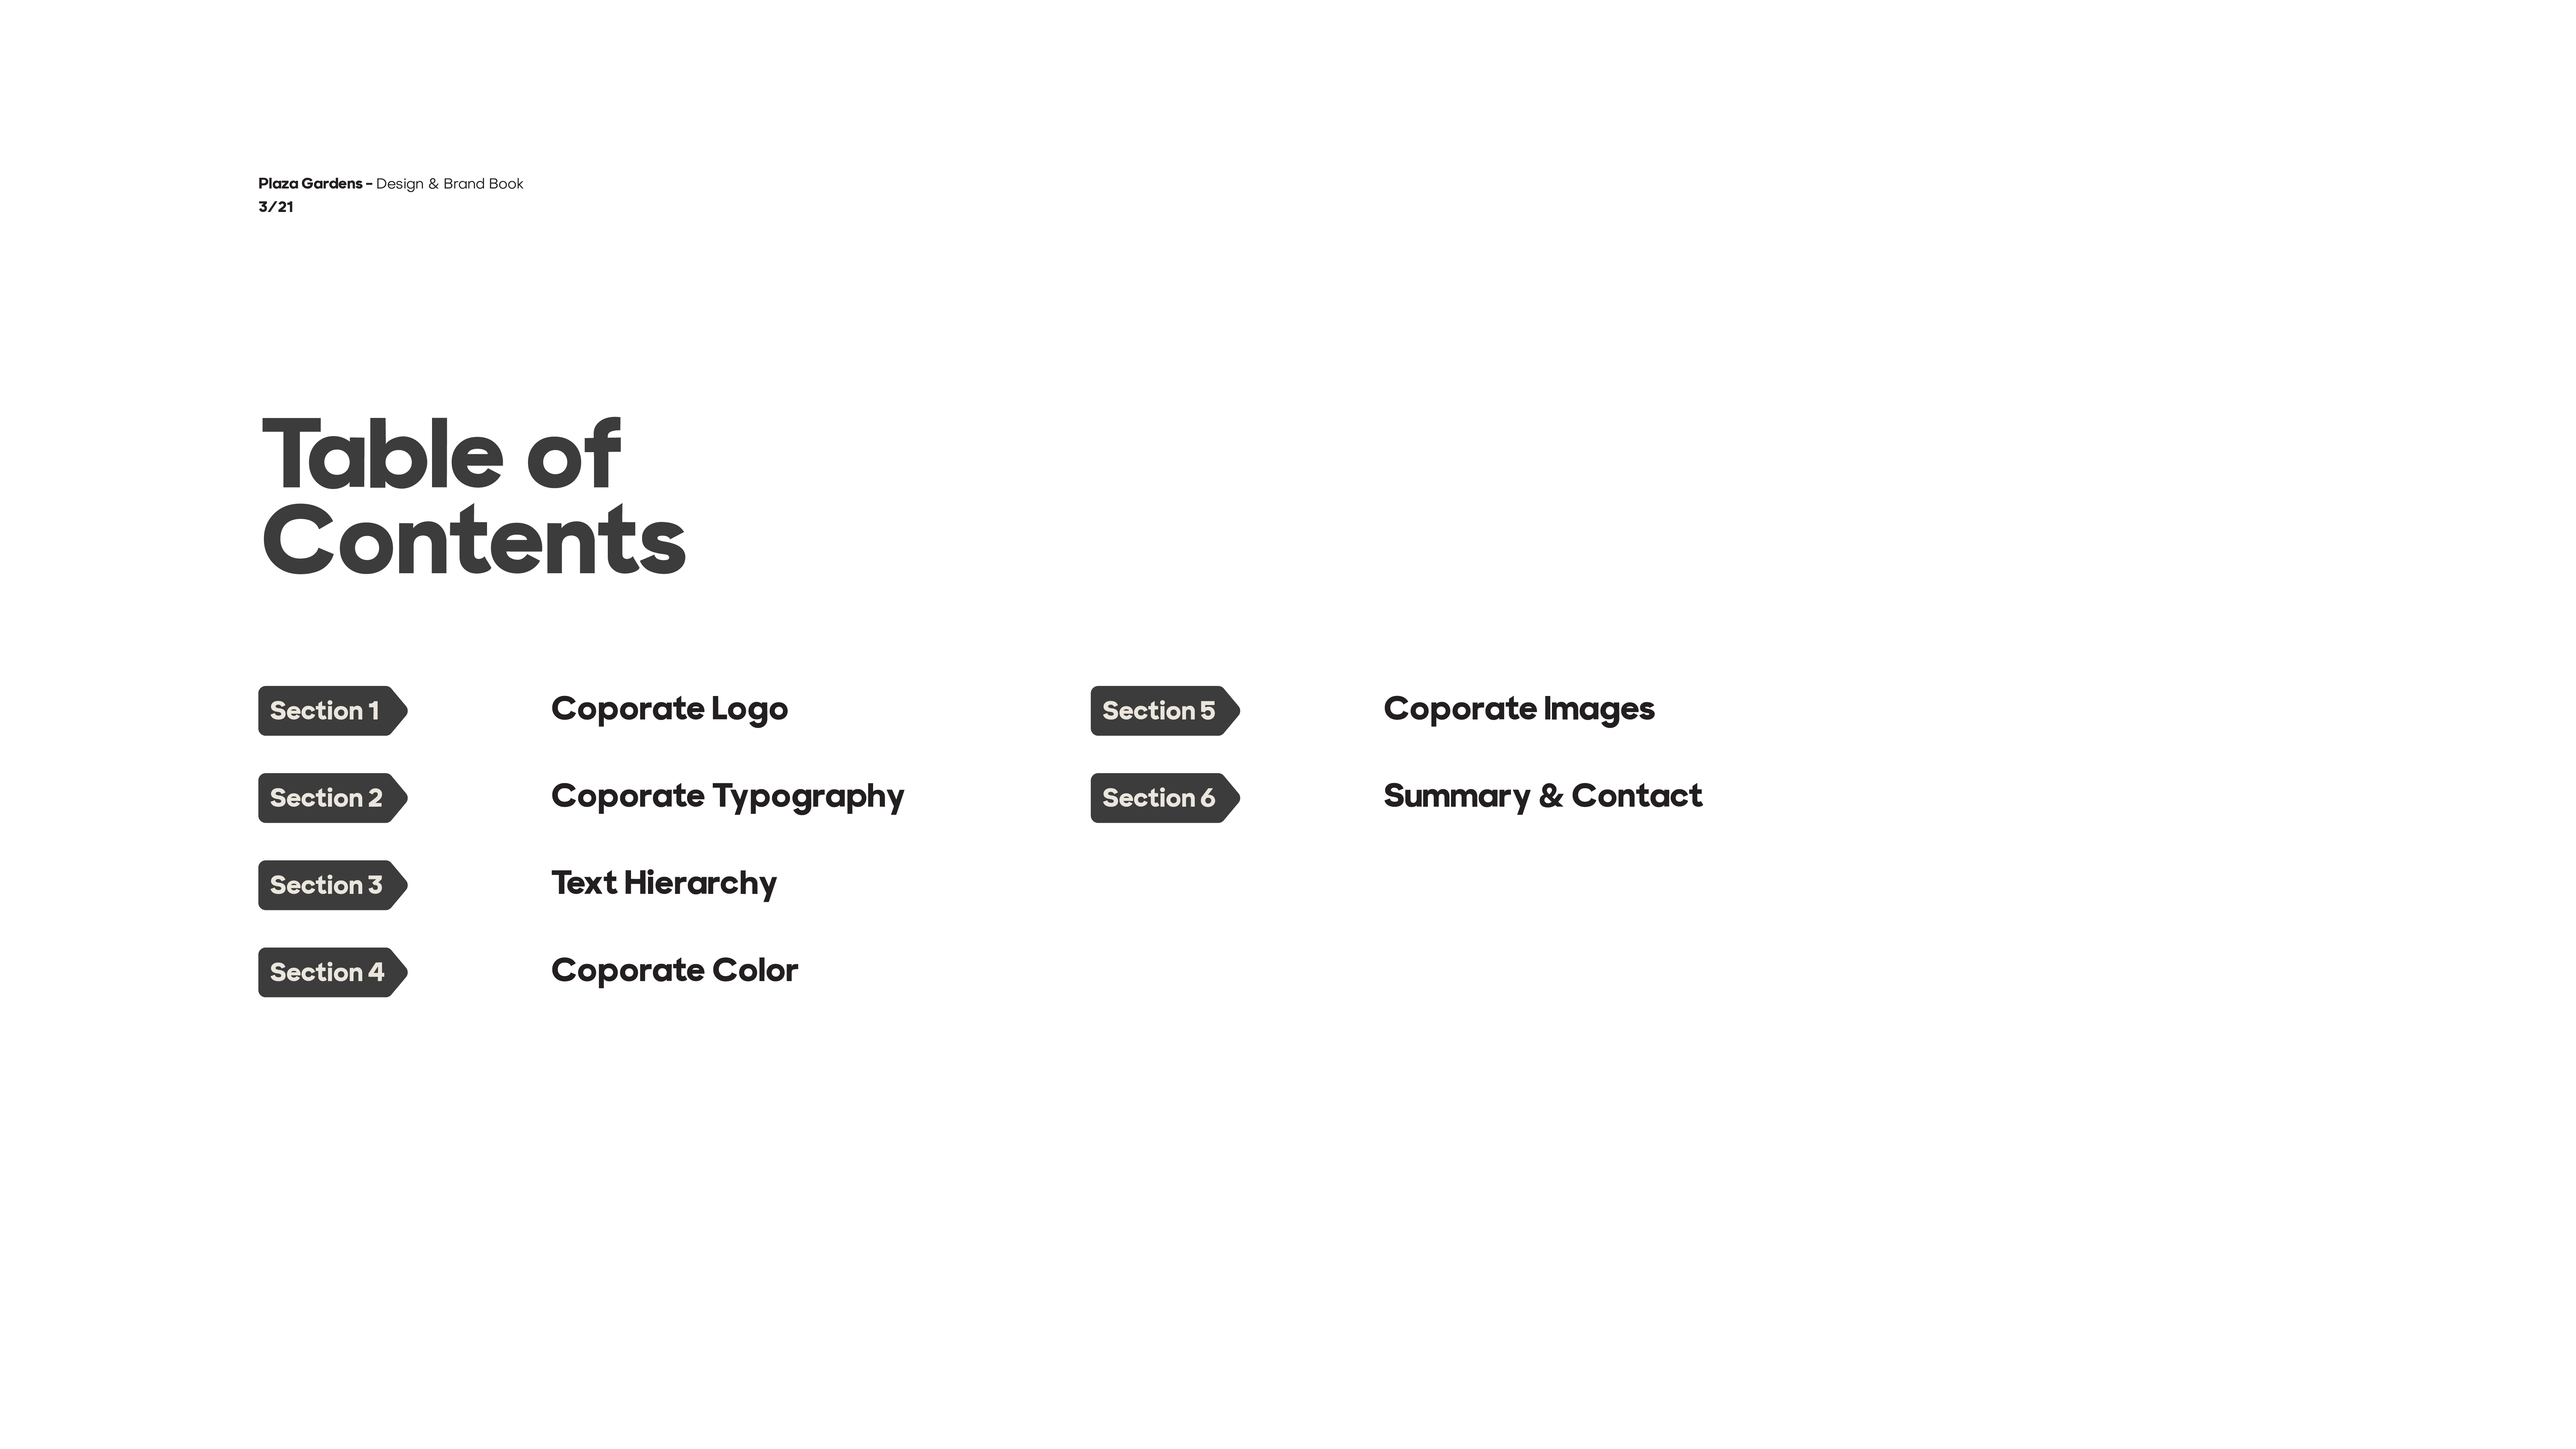 Plaza Gardens – Design & Brand Book
3/21
Table of
Contents
Section 1 Coporate Logo
Section 2 Coporate Typography
Section 3 Text Hierarchy
Section 4 Coporate Color
Section 5 Coporate Images
Section 6 Summary & Contact